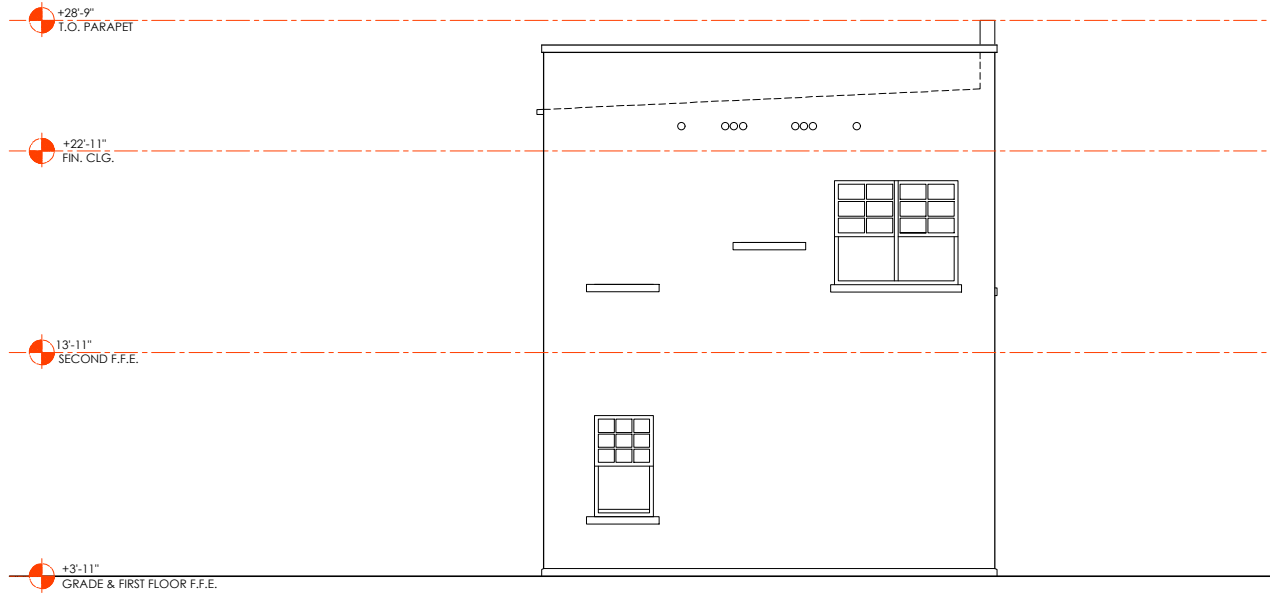 +28'-9"
T.O. PARAPET
+22'-11"
FIN. CLG.
13'-11"
SECOND F.F.E.
+3'-11"
GRADE & FIRST FLOOR F.F.E.